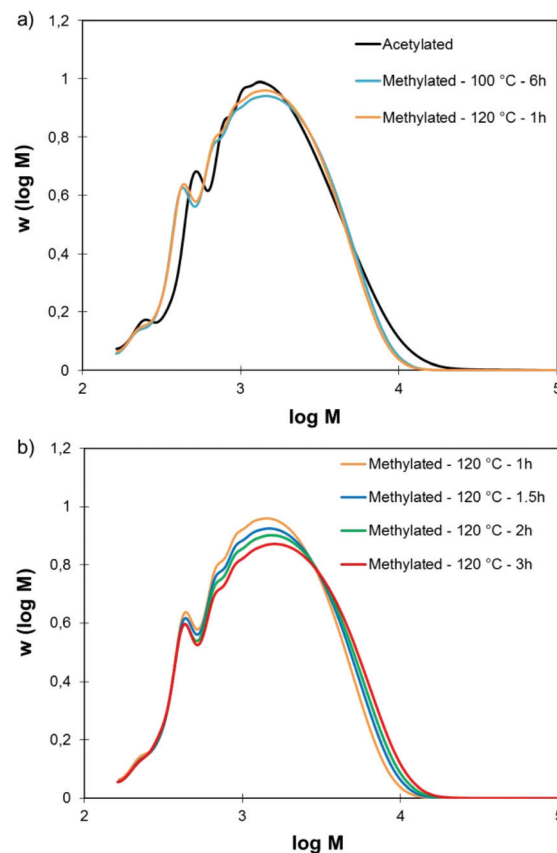 a)
1,2
1
0,8
0,6
0,4
0,2
0
w (log M)
Acetylated
Methylated - 100 °C - 6h
Methylated - 120 °C - 1h
2
3
4
5
log M
b)
1,2
1
0,8
0,6
0,4
0,2
0
w (log M)
Methylated - 120 °C - 1h
Methylated - 120 °C - 1.5h
Methylated - 120 °C - 2h
Methylated - 120 °C - 3h
2
3
4
5
log M